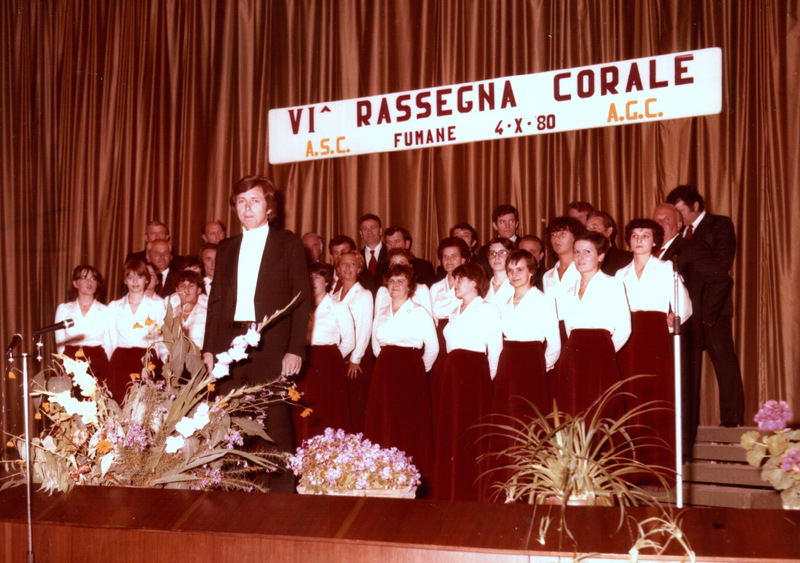 VI^ RASSEGNA CORALE
A.S.C. FUMANE 4·X·80 A.G.C.